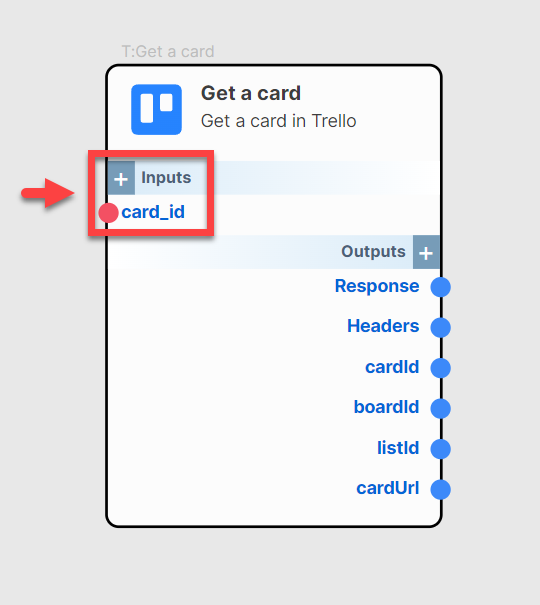 T:Get a card
Get a card
Get a card in Trello
+ Inputs
card_id
Outputs +
Response
Headers
cardId
boardId
listId
cardUrl